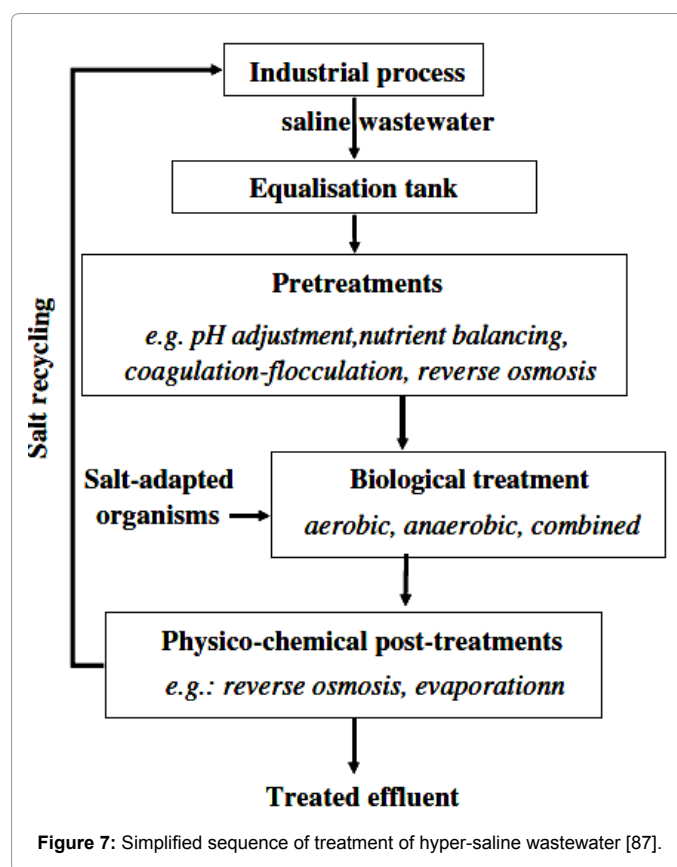 Industrial process
saline wastewater
Equalisation tank
Pretreatments
e.g. pH adjustment,nutrient balancing,
coagulation-flocculation, reverse osmosis
Salt recycling
Salt-adapted
organisms
Biological treatment
aerobic, anaerobic, combined
Physico-chemical post-treatments
e.g.: reverse osmosis, evaporationn
Treated effluent
Figure 7: Simplified sequence of treatment of hyper-saline wastewater [87].